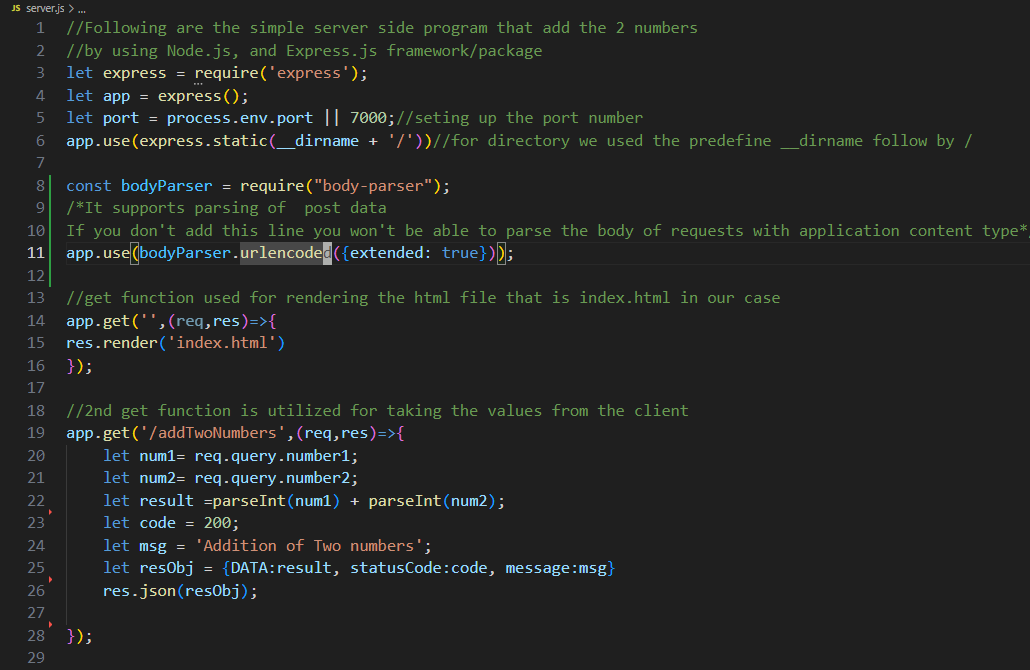 JS server.js > ...
1 //Following are the simple server side program that add the 2 numbers
2 //by using Node.js, and Express.js framework/package
3 let express = require('express');
4 let app = express();
5 let port = process.env.port || 7000;//seting up the port number
6 app.use(express.static(__dirname + '/'))//for directory we used the predefine __dirname follow by /
7
8 const bodyParser = require("body-parser");
9 /*It supports parsing of  post data
10 If you don't add this line you won't be able to parse the body of requests with application content type*
11 app.use(bodyParser.urlencoded({extended: true}));
12
13 //get function used for rendering the html file that is index.html in our case
14 app.get('',(req,res)=>{
15 res.render('index.html')
16 });
17
18 //2nd get function is utilized for taking the values from the client
19 app.get('/addTwoNumbers',(req,res)=>{
20     let num1= req.query.number1;
21     let num2= req.query.number2;
22     let result =parseInt(num1) + parseInt(num2);
23     let code = 200;
24     let msg = 'Addition of Two numbers';
25     let resObj = {DATA:result, statusCode:code, message:msg}
26     res.json(resObj);
27
28 });
29